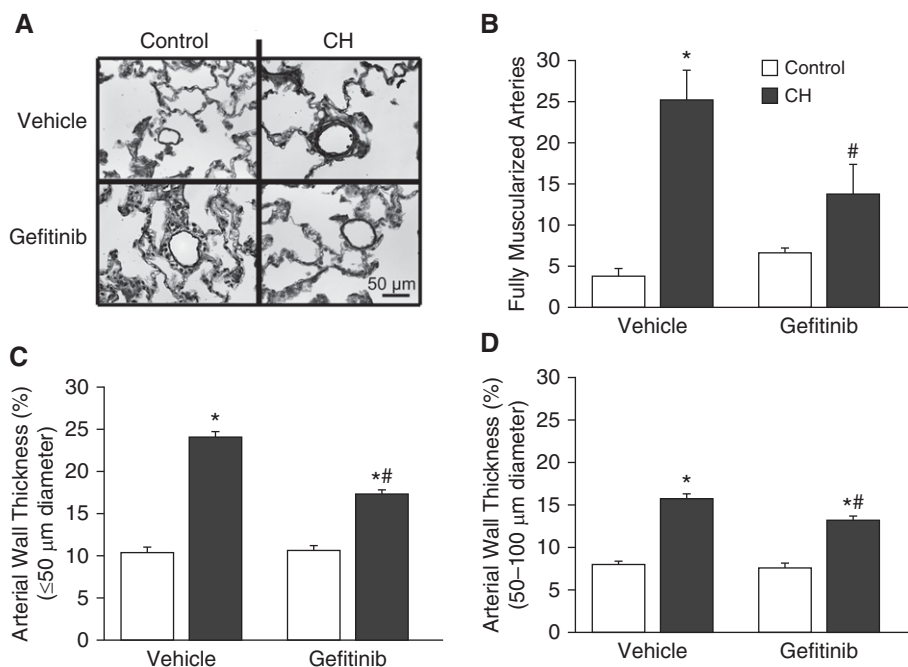 A
Control CH
Vehicle
Gefitinib
50 μm
B
Fully Muscularized Arteries
30
25
20
15
10
5
0
*
#
Control
CH
Vehicle Gefitinib
C
Arterial Wall Thickness (%)
(≤50 μm diameter)
30
25
20
15
10
5
0
*
*#
Vehicle Gefitinib
D
Arterial Wall Thickness (%)
(50–100 μm diameter)
30
25
20
15
10
5
0
*
*#
Vehicle Gefitinib